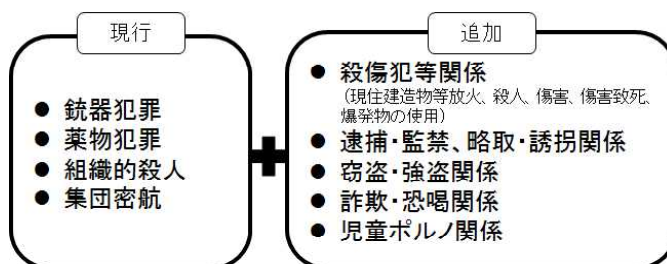 現行
● 銃器犯罪
● 薬物犯罪
● 組織的殺人
● 集団密航
追加
● 殺傷犯等関係
(現住建造物等放火、殺人、傷害、傷害致死、
爆発物の使用)
● 逮捕・監禁、略取・誘拐関係
● 窃盗・強盗関係
● 詐欺・恐喝関係
● 児童ポルノ関係